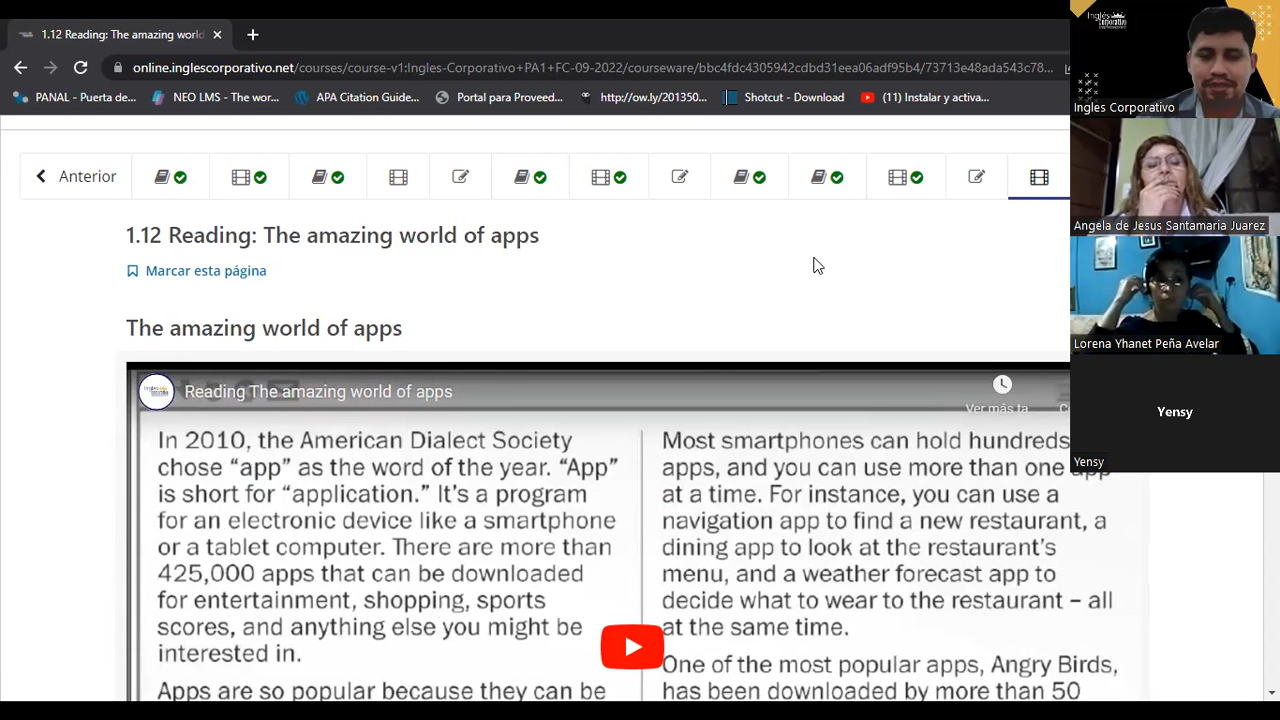 1.12 Reading: The amazing world
online.inglescorporativo.net/courses/course-v1:Ingles-Corporativo+PA1+FC-09-2022/courseware/bbc4fdc4305942cdbd31eea06adf95b4/73713e48ada543c78...
PANAL - Puerta de...
NEO LMS - The wor...
APA Citation Guide...
Portal para Proveed...
http://ow.ly/201350...
Shotcut - Download
(11) Instalar y activa...
Anterior
1.12 Reading: The amazing world of apps
Marcar esta página
The amazing world of apps
Reading The amazing world of apps
Ver más ta
In 2010, the American Dialect Society
chose “app” as the word of the year. “App”
is short for “application.” It’s a program
for an electronic device like a smartphone
or a tablet computer. There are more than
425,000 apps that can be downloaded
for entertainment, shopping, sports
scores, and anything else you might be
interested in.
Apps are so popular because they can be
Most smartphones can hold hundreds
apps, and you can use more than one app
at a time. For instance, you can use a
navigation app to find a new restaurant, a
dining app to look at the restaurant’s
menu, and a weather forecast app to
decide what to wear to the restaurant – all
at the same time.
One of the most popular apps, Angry Birds,
has been downloaded by more than 50
Inglés
Corporativo
Ingles Corporativo
Angela de Jesus Santamaria Juarez
Lorena Yhanet Peña Avelar
Yensy
Yensy